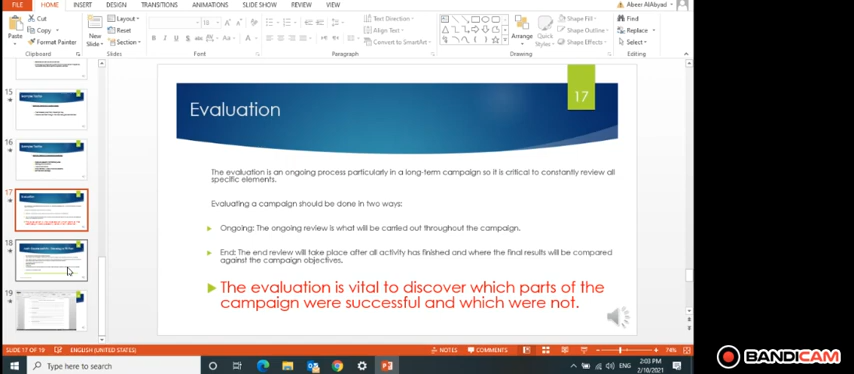 FILE HOME INSERT DESIGN TRANSITIONS ANIMATIONS SLIDE SHOW REVIEW VIEW Abeer AlAbyad
Cut Layout 18 Text Direction Shape Fill Find
Copy Reset Align Text Shape Outline Replace
Paste Format Painter New Slide Section Convert to SmartArt Arrange Quick Styles Shape Effects Select
Clipboard Slides Font Paragraph Drawing Editing
15
16
17
18
19
17
Evaluation
The evaluation is an ongoing process particularly in a long-term campaign so it is critical to constantly review all
specific elements.
Evaluating a campaign should be done in two ways:
Ongoing: The ongoing review is what will be carried out throughout the campaign.
End: The end review will take place after all activity has finished and where the final results will be compared
against the campaign objectives.
The evaluation is vital to discover which parts of the
campaign were successful and which were not.
SLIDE 17 OF 19 ENGLISH (UNITED STATES) NOTES COMMENTS 74%
Type here to search ENG 2:03 PM
2/10/2021
BANDICAM